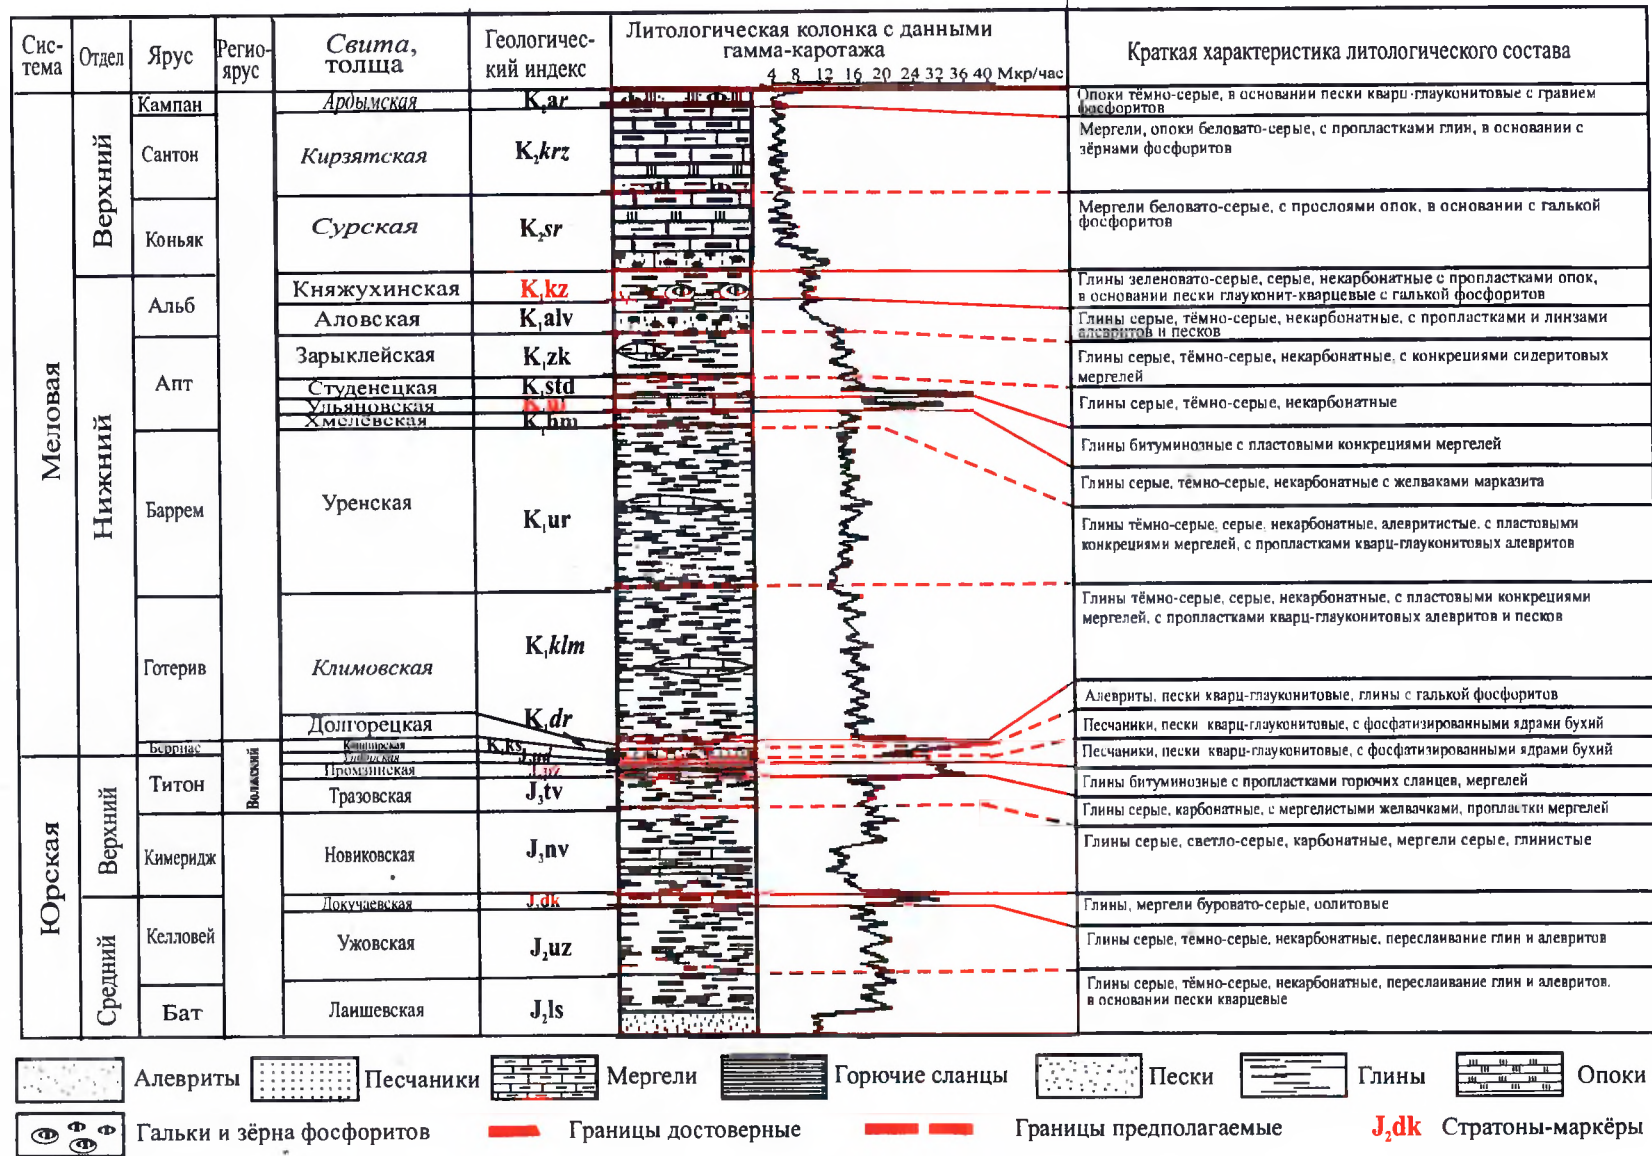 Сис-
тема
Отдел
Ярус
Регио-
ярус
Свита,
толща
Геологичес-
кий индекс
Литологическая колонка с данными
гамма-каротажа
4 8 12 16 20 24 32 36 40 Мкр/час
Краткая характеристика литологического состава
Меловая
Юрская
Верхний
Нижний
Верхний
Средний
Кампан
Сантон
Коньяк
Альб
Апт
Баррем
Готерив
Берриас
Титон
Кимеридж
Келловей
Бат
Волжский
Ардымская
Кирзятская
Сурская
Княжухинская
Аловская
Зарыклейская
Студенецкая
Ульяновская
Хмелевская
Уренская
Климовская
Долгорецкая
Промзинская
Тразовская
Новиковская
Докучаевская
Ужовская
Лаишевская
K₂ar
K₂krz
K₂sr
K₁kz
K₁alv
K₁zk
K₁std
K₁ul
K₁hm
K₁ur
K₁klm
K₁dr
K₁ks
J₃tv
J₃nv
J₂dk
J₂uz
J₂ls
Опоки тёмно-серые, в основании пески кварц-глауконитовые с гравием
фосфоритов
Мергели, опоки беловато-серые, с пропластками глин, в основании с
зёрнами фосфоритов
Мергели беловато-серые, с прослоями опок, в основании с галькой
фосфоритов
Глины зеленовато-серые, серые, некарбонатные с пропластками опок,
в основании пески глауконит-кварцевые с галькой фосфоритов
Глины серые, тёмно-серые, некарбонатные, с пропластками и линзами
алевритов и песков
Глины серые, тёмно-серые, некарбонатные, с конкрециями сидеритовых
мергелей
Глины серые, тёмно-серые, некарбонатные
Глины битуминозные с пластовыми конкрециями мергелей
Глины серые, тёмно-серые, некарбонатные с желваками марказита
Глины тёмно-серые, серые, некарбонатные, алевритистые, с пластовыми
конкрециями мергелей, с пропластками кварц-глауконитовых алевритов
Глины тёмно-серые, серые, некарбонатные, с пластовыми конкрециями
мергелей, с пропластками кварц-глауконитовых алевритов и песков
Алевриты, пески кварц-глауконитовые, глины с галькой фосфоритов
Песчаники, пески кварц-глауконитовые, с фосфатизированными ядрами бухий
Песчаники, пески кварц-глауконитовые, с фосфатизированными ядрами бухий
Глины битуминозные с пропластками горючих сланцев, мергелей
Глины серые, карбонатные, с мергелистыми желвачками, пропластки мергелей
Глины серые, светло-серые, карбонатные, мергели серые, глинистые
Глины, мергели буровато-серые, оолитовые
Глины серые, тёмно-серые, некарбонатные, переслаивание глин и алевритов
Глины серые, тёмно-серые, некарбонатные, переслаивание глин и алевритов,
в основании пески кварцевые
Алевриты
Песчаники
Мергели
Горючие сланцы
Пески
Глины
Опоки
Гальки и зёрна фосфоритов
Границы достоверные
Границы предполагаемые
J₂dk Стратоны-маркёры